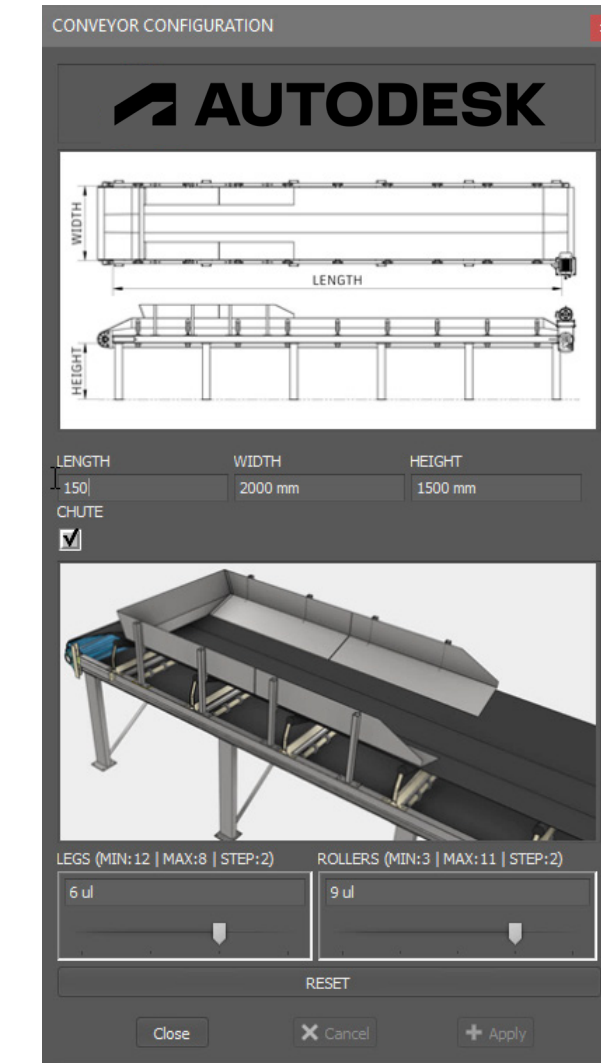 CONVEYOR CONFIGURATION
AUTODESK
WIDTH
LENGTH
HEIGHT
LENGTH WIDTH HEIGHT
150 2000 mm 1500 mm
CHUTE
LEGS (MIN:12 | MAX:8 | STEP:2) ROLLERS (MIN:3 | MAX:11 | STEP:2)
6 ul 9 ul
RESET
Close Cancel Apply